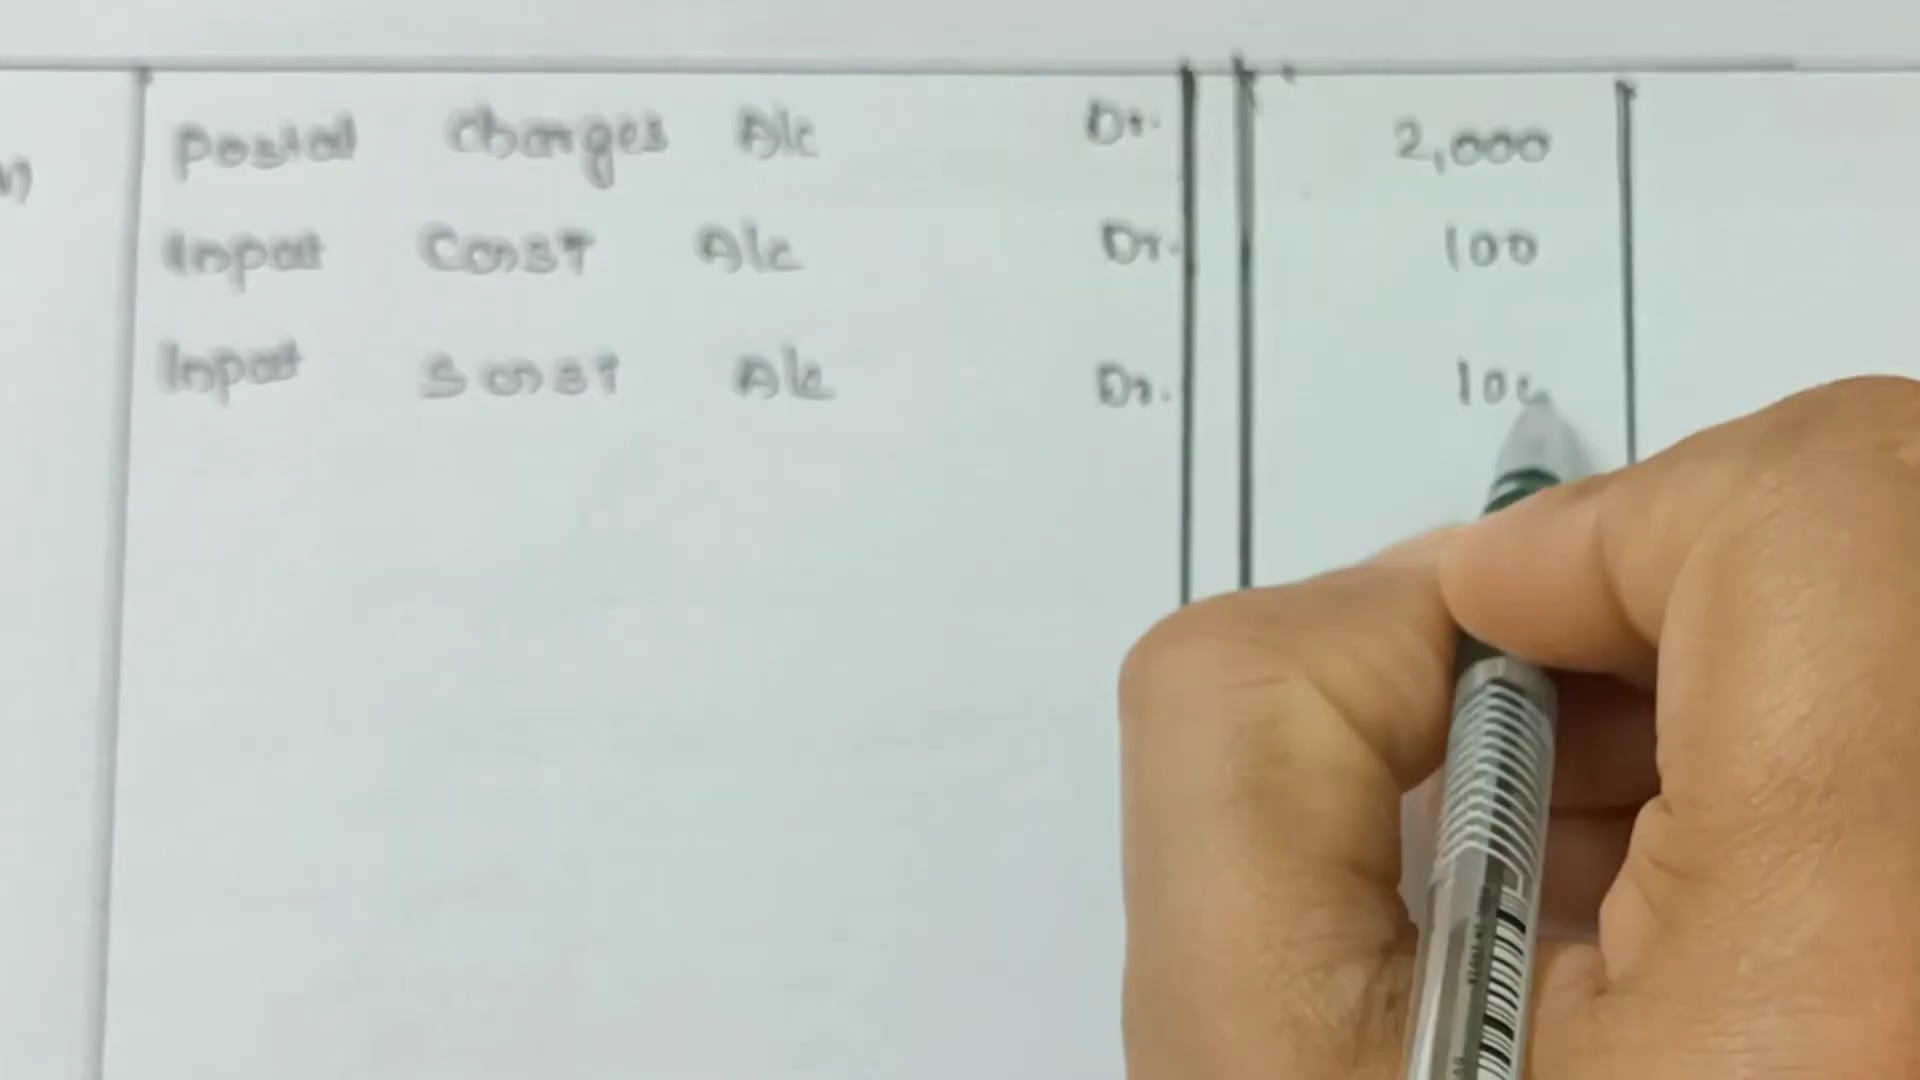 Postal Charges A/c Dr. 2,000
Input CGST A/c Dr. 100
Input SGST A/c Dr. 100